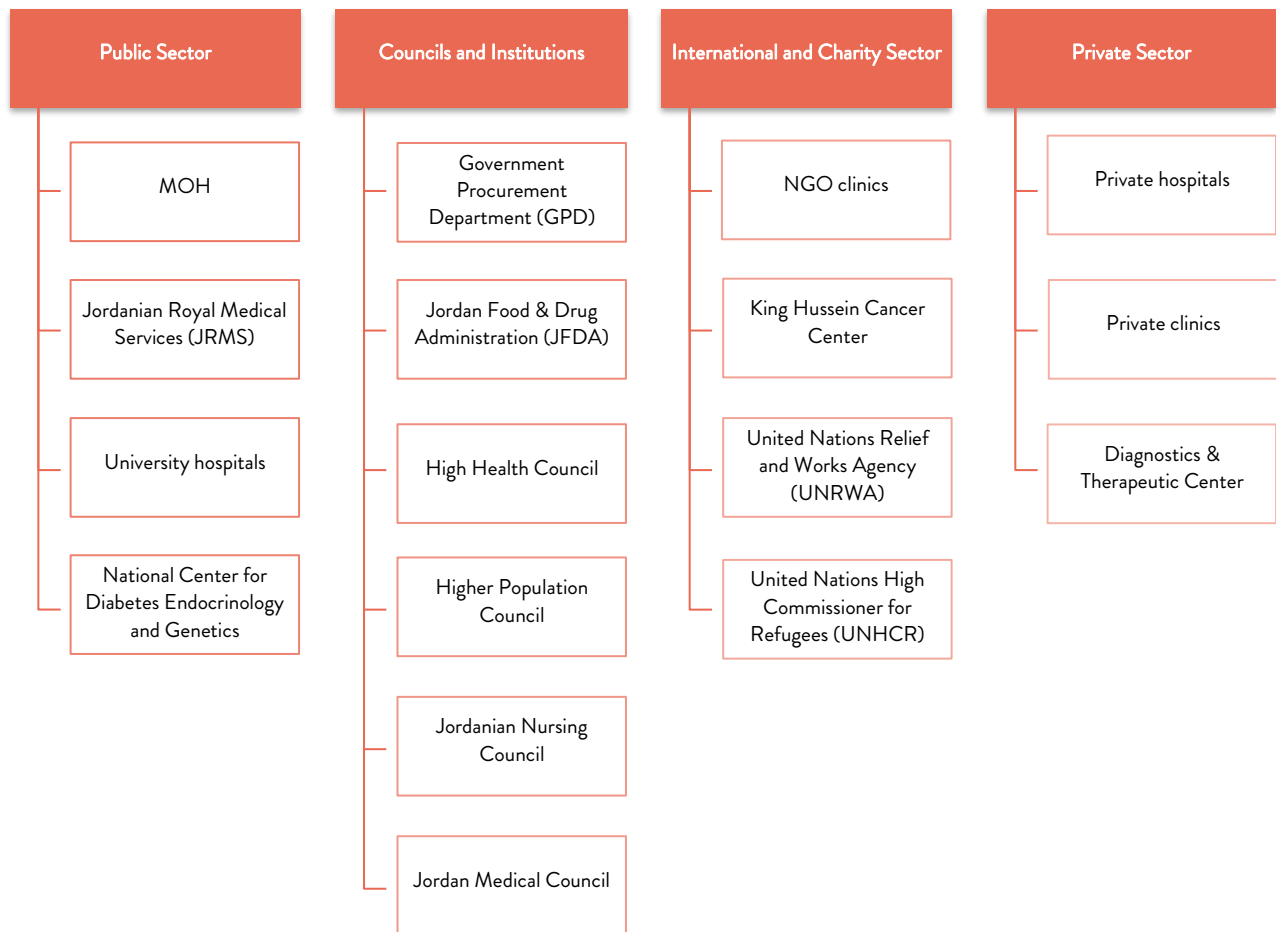 Public Sector
MOH
Jordanian Royal Medical
Services (JRMS)
University hospitals
National Center for
Diabetes Endocrinology
and Genetics
Councils and Institutions
Government
Procurement
Department (GPD)
Jordan Food & Drug
Administration (JFDA)
High Health Council
Higher Population
Council
Jordanian Nursing
Council
Jordan Medical Council
International and Charity Sector
NGO clinics
King Hussein Cancer
Center
United Nations Relief
and Works Agency
(UNRWA)
United Nations High
Commissioner for
Refugees (UNHCR)
Private Sector
Private hospitals
Private clinics
Diagnostics &
Therapeutic Center